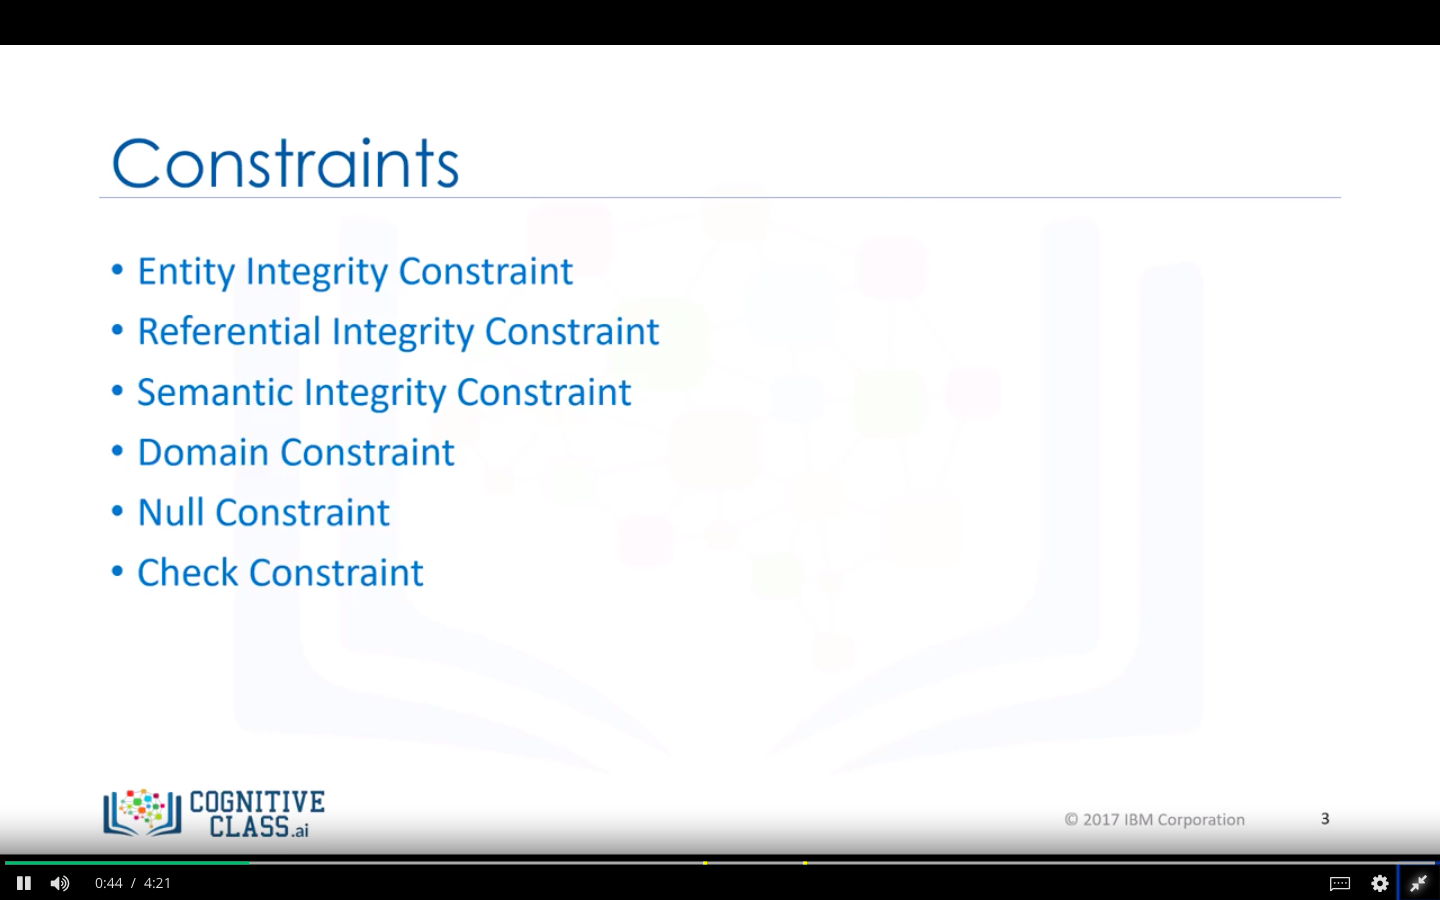 Constraints
• Entity Integrity Constraint
• Referential Integrity Constraint
• Semantic Integrity Constraint
• Domain Constraint
• Null Constraint
• Check Constraint
COGNITIVE
CLASS.ai
© 2017 IBM Corporation 3
0:44 / 4:21